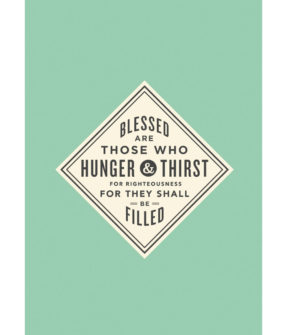 BLESSED
ARE
THOSE WHO
HUNGER & THIRST
FOR RIGHTEOUSNESS
FOR THEY SHALL
BE
FILLED